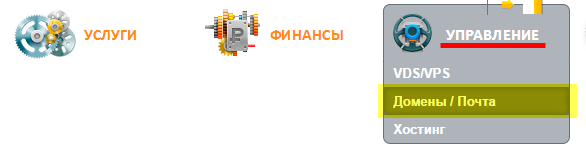 УСЛУГИ
ФИНАНСЫ
УПРАВЛЕНИЕ
VDS/VPS
Домены / Почта
Хостинг